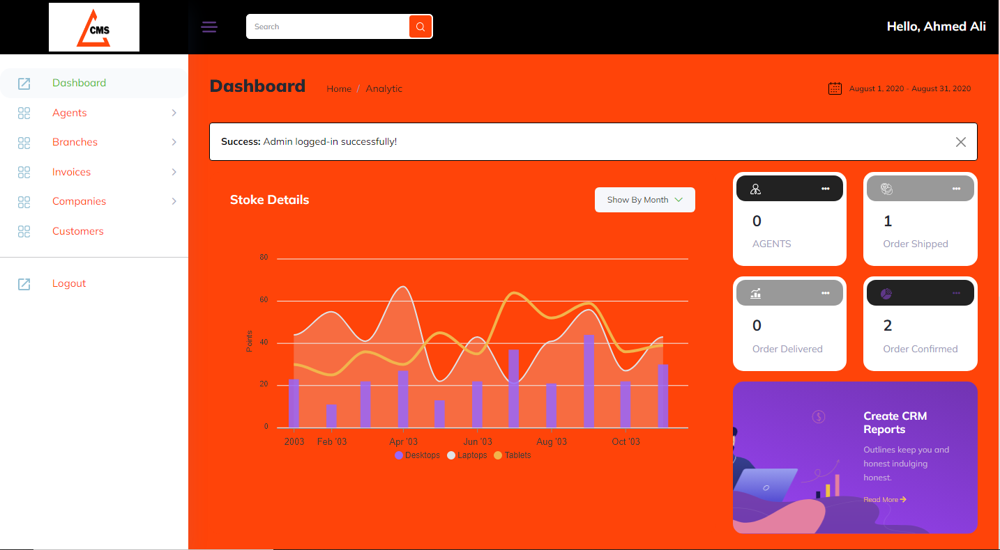 CMS
Search
Hello, Ahmed Ali
Dashboard
Agents
Branches
Invoices
Companies
Customers
Logout
Dashboard
Home / Analytic
August 1, 2020 - August 31, 2020
Success: Admin logged-in successfully!
Stoke Details
Show By Month
80
60
40
20
0
Points
2003 Feb '03 Apr '03 Jun '03 Aug '03 Oct '03
Desktops Laptops Tablets
0
AGENTS
1
Order Shipped
0
Order Delivered
2
Order Confirmed
Create CRM
Reports
Outlines keep you and
honest indulging
honest.
Read More